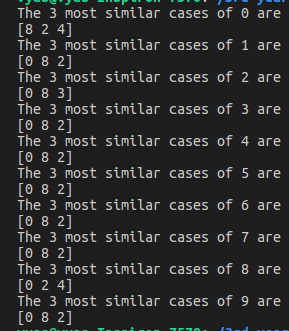 The 3 most similar cases of 0 are
[8 2 4]
The 3 most similar cases of 1 are
[0 8 2]
The 3 most similar cases of 2 are
[0 8 3]
The 3 most similar cases of 3 are
[0 8 2]
The 3 most similar cases of 4 are
[0 8 2]
The 3 most similar cases of 5 are
[0 8 2]
The 3 most similar cases of 6 are
[0 8 2]
The 3 most similar cases of 7 are
[0 8 2]
The 3 most similar cases of 8 are
[0 2 4]
The 3 most similar cases of 9 are
[0 8 2]